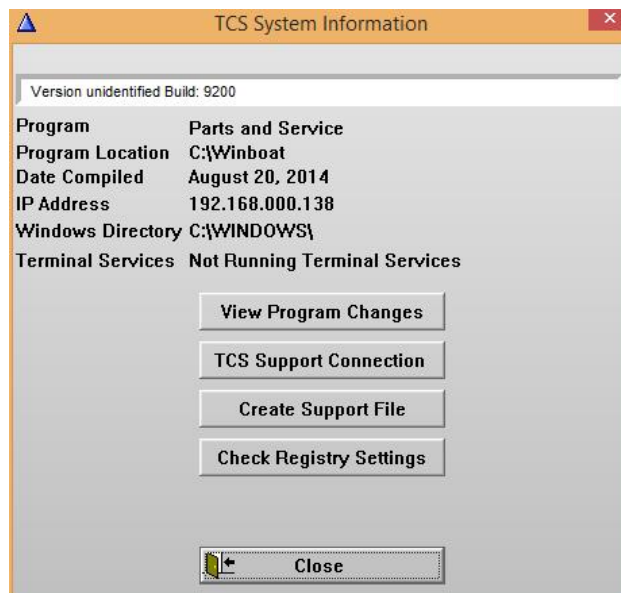 TCS System Information
Version unidentified Build: 9200
Program Parts and Service
Program Location C:\Winboat
Date Compiled August 20, 2014
IP Address 192.168.000.138
Windows Directory C:\WINDOWS\
Terminal Services Not Running Terminal Services
View Program Changes
TCS Support Connection
Create Support File
Check Registry Settings
Close